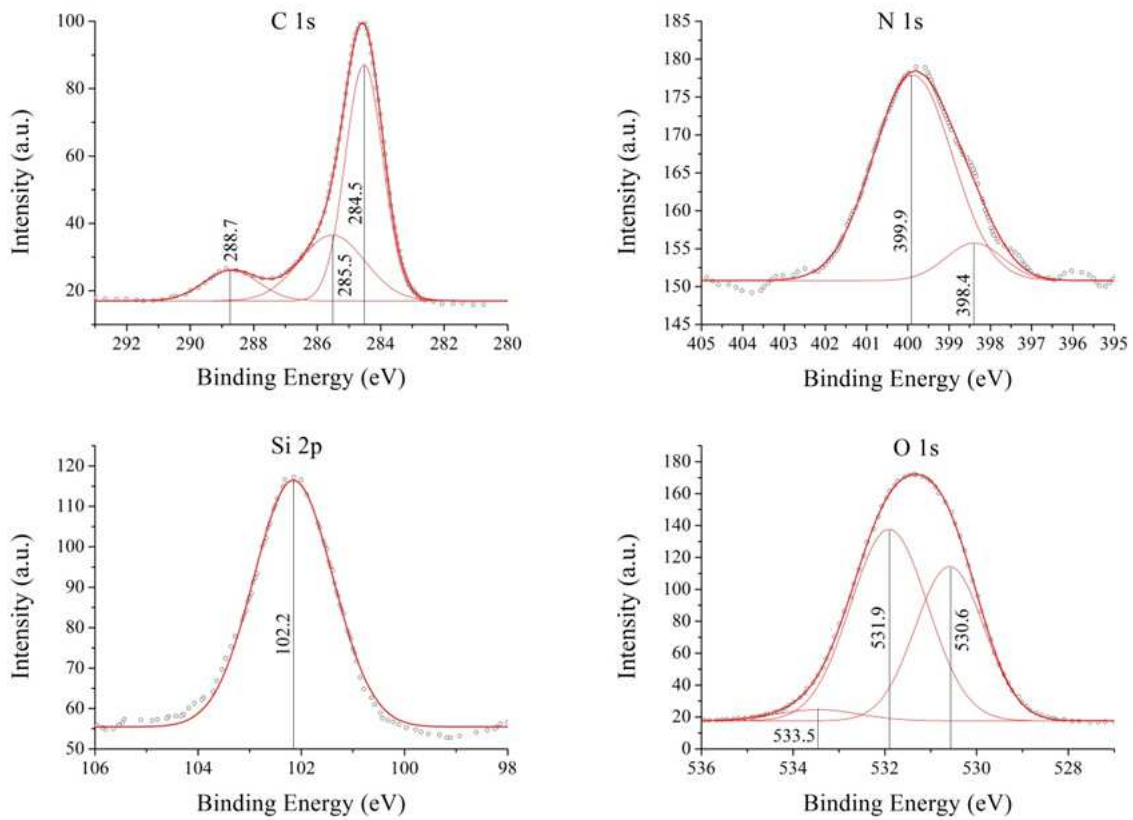 C 1s
100
80
60
40
20
Intensity (a.u.)
288.7
285.5
284.5
292 290 288 286 284 282 280
Binding Energy (eV)
N 1s
180
175
170
165
160
155
150
145
Intensity (a.u.)
399.9
398.4
405 404 403 402 401 400 399 398 397 396 395
Binding Energy (eV)
Si 2p
120
110
100
90
80
70
60
50
Intensity (a.u.)
102.2
106 104 102 100 98
Binding Energy (eV)
O 1s
180
160
140
120
100
80
60
40
20
0
Intensity (a.u.)
533.5
531.9
530.6
536 534 532 530 528
Binding Energy (eV)